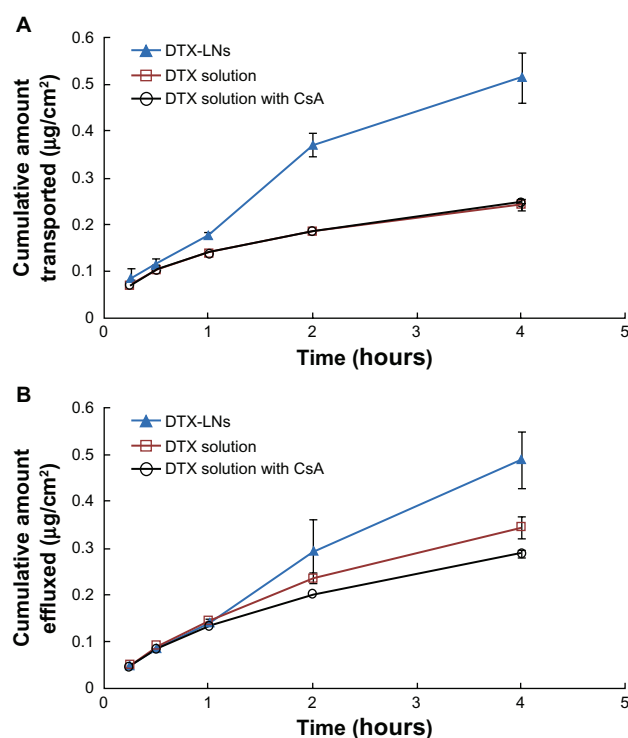 A
0.6
0.5
0.4
0.3
0.2
0.1
0
Cumulative amount
transported (µg/cm²)
DTX-LNs
DTX solution
DTX solution with CsA
1
2
3
4
5
Time (hours)
B
0.6
0.5
0.4
0.3
0.2
0.1
0
Cumulative amount
effluxed (µg/cm²)
DTX-LNs
DTX solution
DTX solution with CsA
0
1
2
3
4
5
Time (hours)